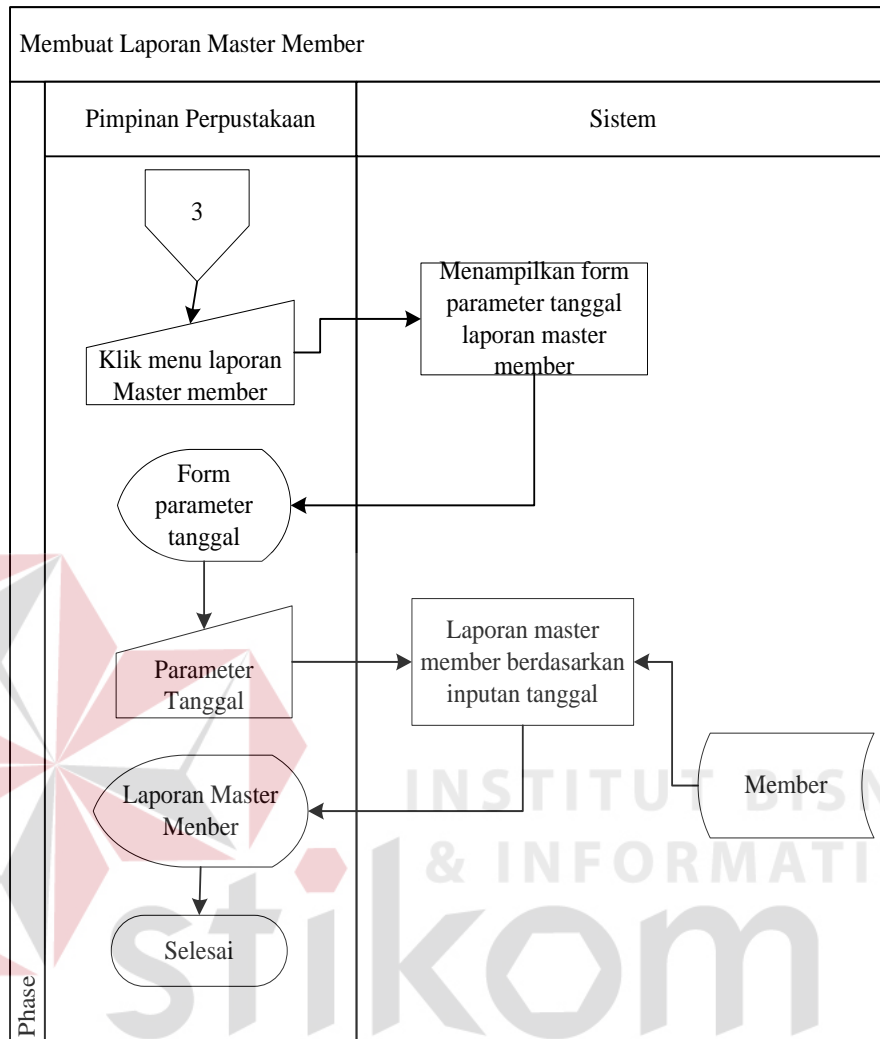 Membuat Laporan Master Member
Pimpinan Perpustakaan
Sistem
3
Klik menu laporan
Master member
Menampilkan form
parameter tanggal
laporan master
member
Form
parameter
tanggal
Parameter
Tanggal
Laporan master
member berdasarkan
inputan tanggal
Member
Laporan Master
Menber
Selesai
Phase
INSTITUT BISN
& INFORMATI
stikom